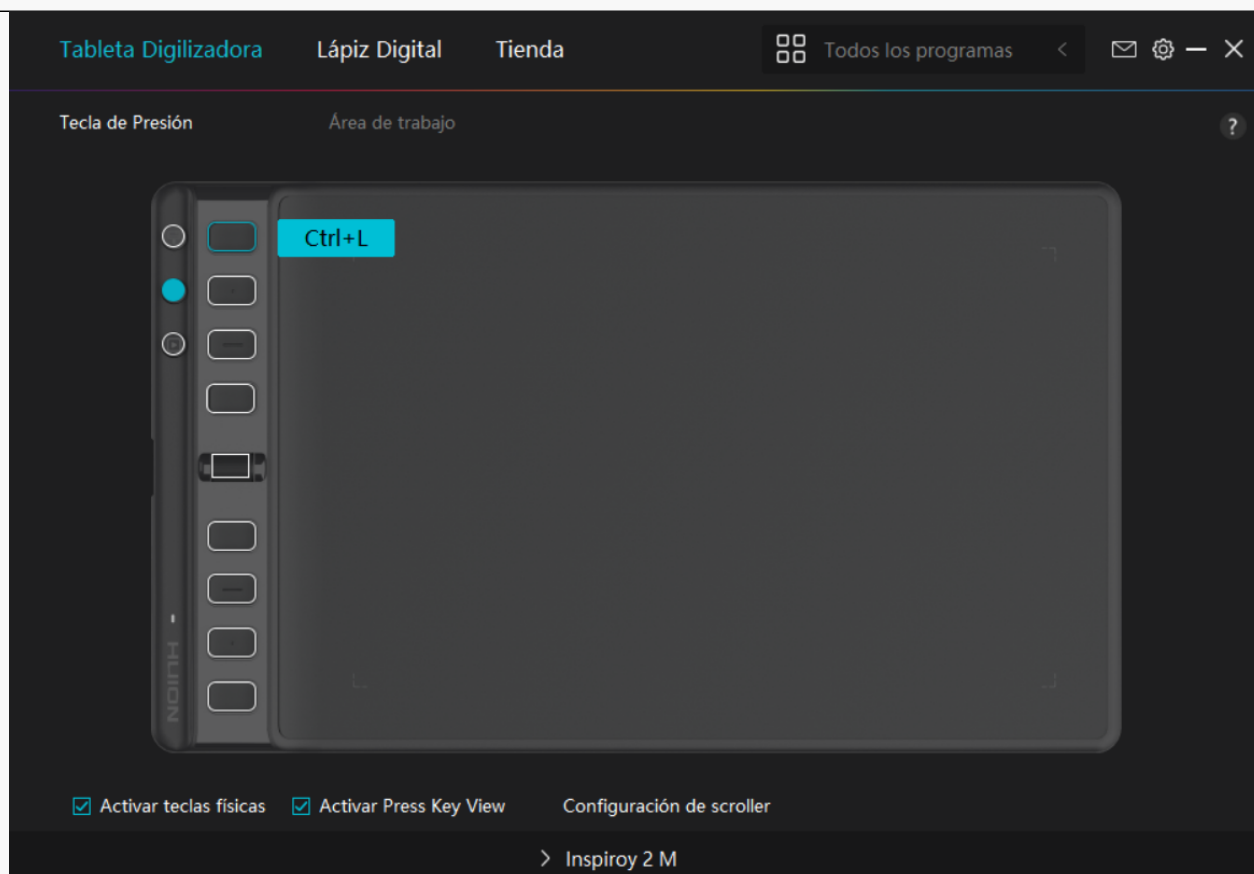 Tableta Digilizadora Lápiz Digital Tienda Todos los programas
Tecla de Presión Área de trabajo ?
Ctrl+L
HUION
Activar teclas físicas Activar Press Key View Configuración de scroller
Inspiroy 2 M